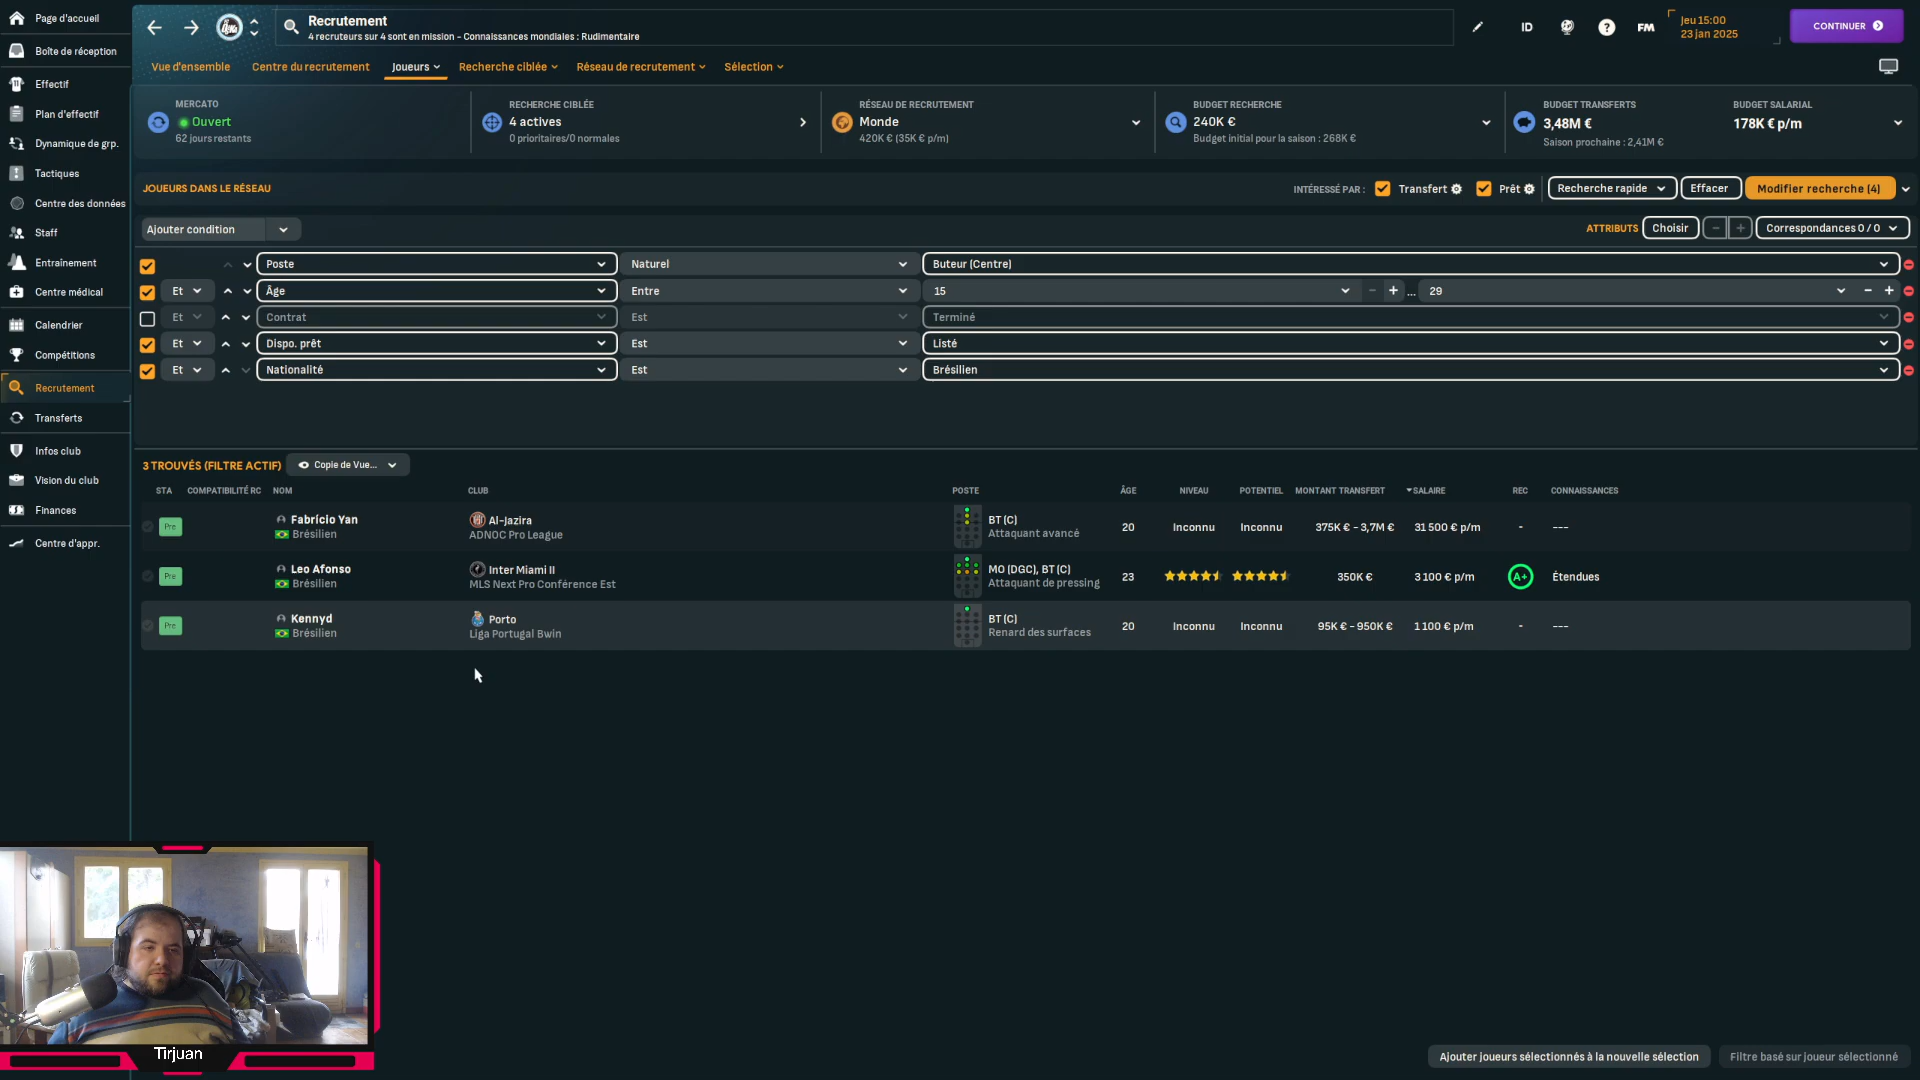 Page d'accueil
Boîte de réception
Effectif
Plan d'effectif
Dynamique de grp.
Tactiques
Centre des données
Staff
Entraînement
Centre médical
Calendrier
Compétitions
Recrutement
Transferts
Infos club
Vision du club
Finances
Centre d'appr.
Recrutement
4 recruteurs sur 4 sont en mission - Connaissances mondiales : Rudimentaire
ID
?
FM
Jeu 15:00
23 jan 2025
CONTINUER
Vue d'ensemble
Centre du recrutement
Joueurs
Recherche ciblée
Réseau de recrutement
Sélection
MERCATO
Ouvert
62 jours restants
RECHERCHE CIBLÉE
4 actives
0 prioritaires/0 normales
RÉSEAU DE RECRUTEMENT
Monde
420K € (35K € p/m)
BUDGET RECHERCHE
240K €
Budget initial pour la saison : 268K €
BUDGET TRANSFERTS
3,48M €
Saison prochaine : 2,41M €
BUDGET SALARIAL
178K € p/m
JOUEURS DANS LE RÉSEAU
INTÉRESSÉ PAR :
Transfert
Prêt
Recherche rapide
Effacer
Modifier recherche (4)
Ajouter condition
ATTRIBUTS
Choisir
- +
Correspondances 0 / 0
Poste Naturel Buteur (Centre)
Et Âge Entre 15 - + ... 29 - +
Et Contrat Est Terminé
Et Dispo. prêt Est Listé
Et Nationalité Est Brésilien
3 TROUVÉS (FILTRE ACTIF)
Copie de Vue...
STA COMPATIBILITÉ RC NOM CLUB POSTE ÂGE NIVEAU POTENTIEL MONTANT TRANSFERT SALAIRE REC CONNAISSANCES
Pre
Fabrício Yan
Brésilien
Al-Jazira
ADNOC Pro League
BT (C)
Attaquant avancé
20 Inconnu Inconnu 375K € - 3,7M € 31 500 € p/m - ---
Pre
Leo Afonso
Brésilien
Inter Miami II
MLS Next Pro Conférence Est
MO (DGC), BT (C)
Attaquant de pressing
23 350K € 3 100 € p/m A+ Étendues
Pre
Kennyd
Brésilien
Porto
Liga Portugal Bwin
BT (C)
Renard des surfaces
20 Inconnu Inconnu 95K € - 950K € 1 100 € p/m - ---
Tirjuan
Ajouter joueurs sélectionnés à la nouvelle sélection
Filtre basé sur joueur sélectionné